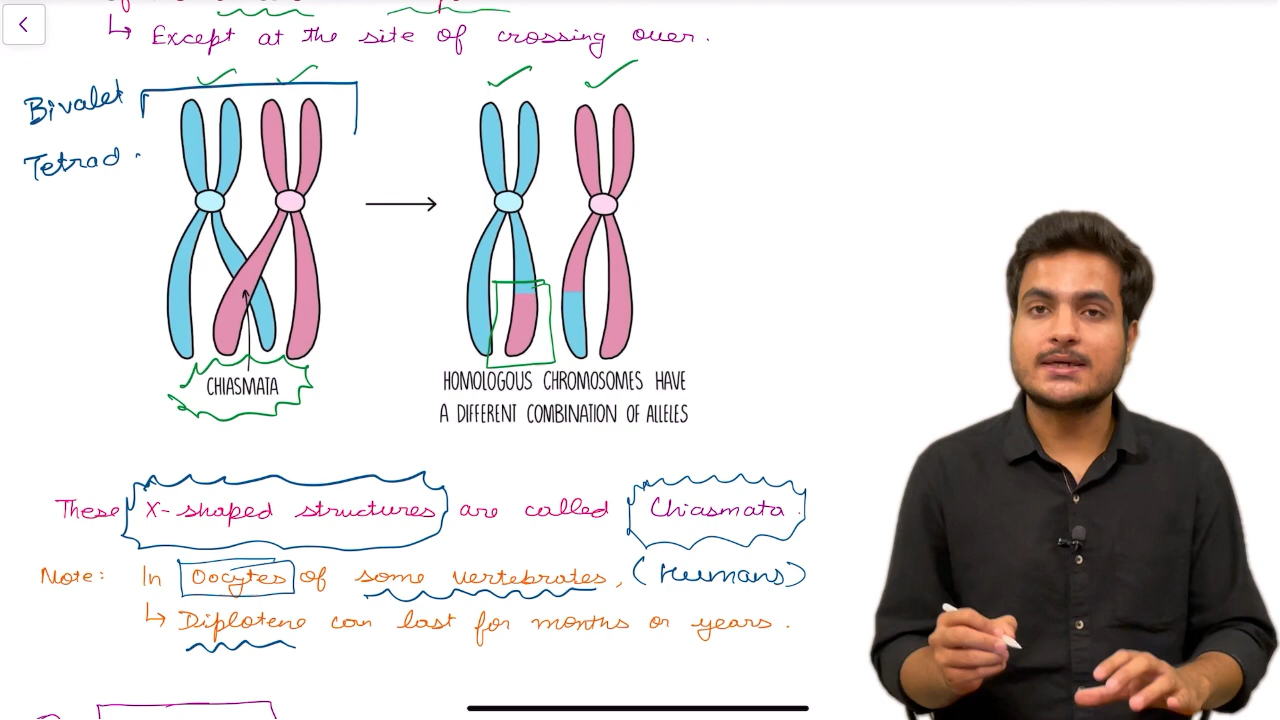 ↳ Except at the site of crossing over.
Bivalet
Tetrad
CHIASMATA
HOMOLOGOUS CHROMOSOMES HAVE
A DIFFERENT COMBINATION OF ALLELES
These X-shaped structures are called Chiasmata.
Note: In Oocytes of some vertebrates, (Humans)
↳ Diplotene can last for months or years.